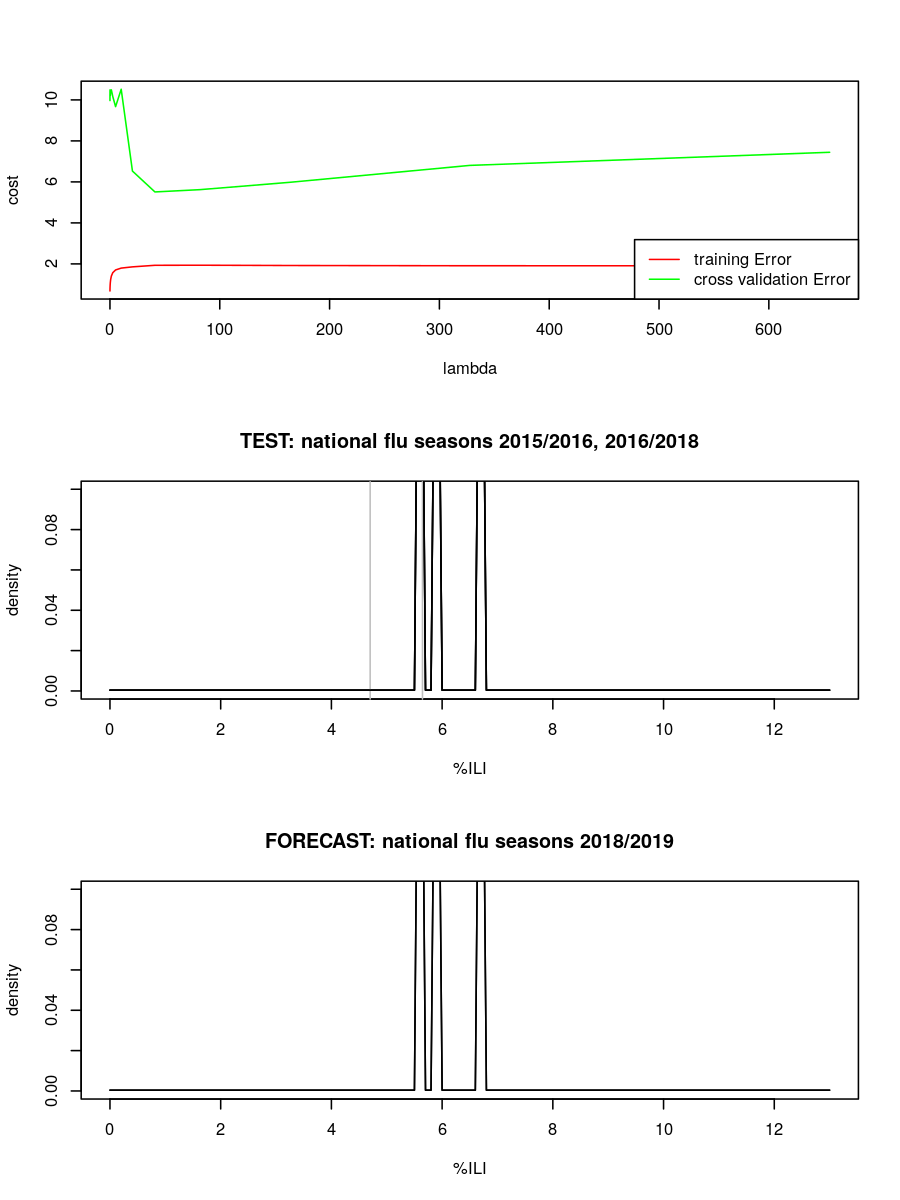 10
8
6
4
2
cost
training Error
cross validation Error
0 100 200 300 400 500 600
lambda
TEST: national flu seasons 2015/2016, 2016/2018
0.08
0.04
0.00
density
0 2 4 6 8 10 12
%ILI
FORECAST: national flu seasons 2018/2019
0.08
0.04
0.00
density
0 2 4 6 8 10 12
%ILI